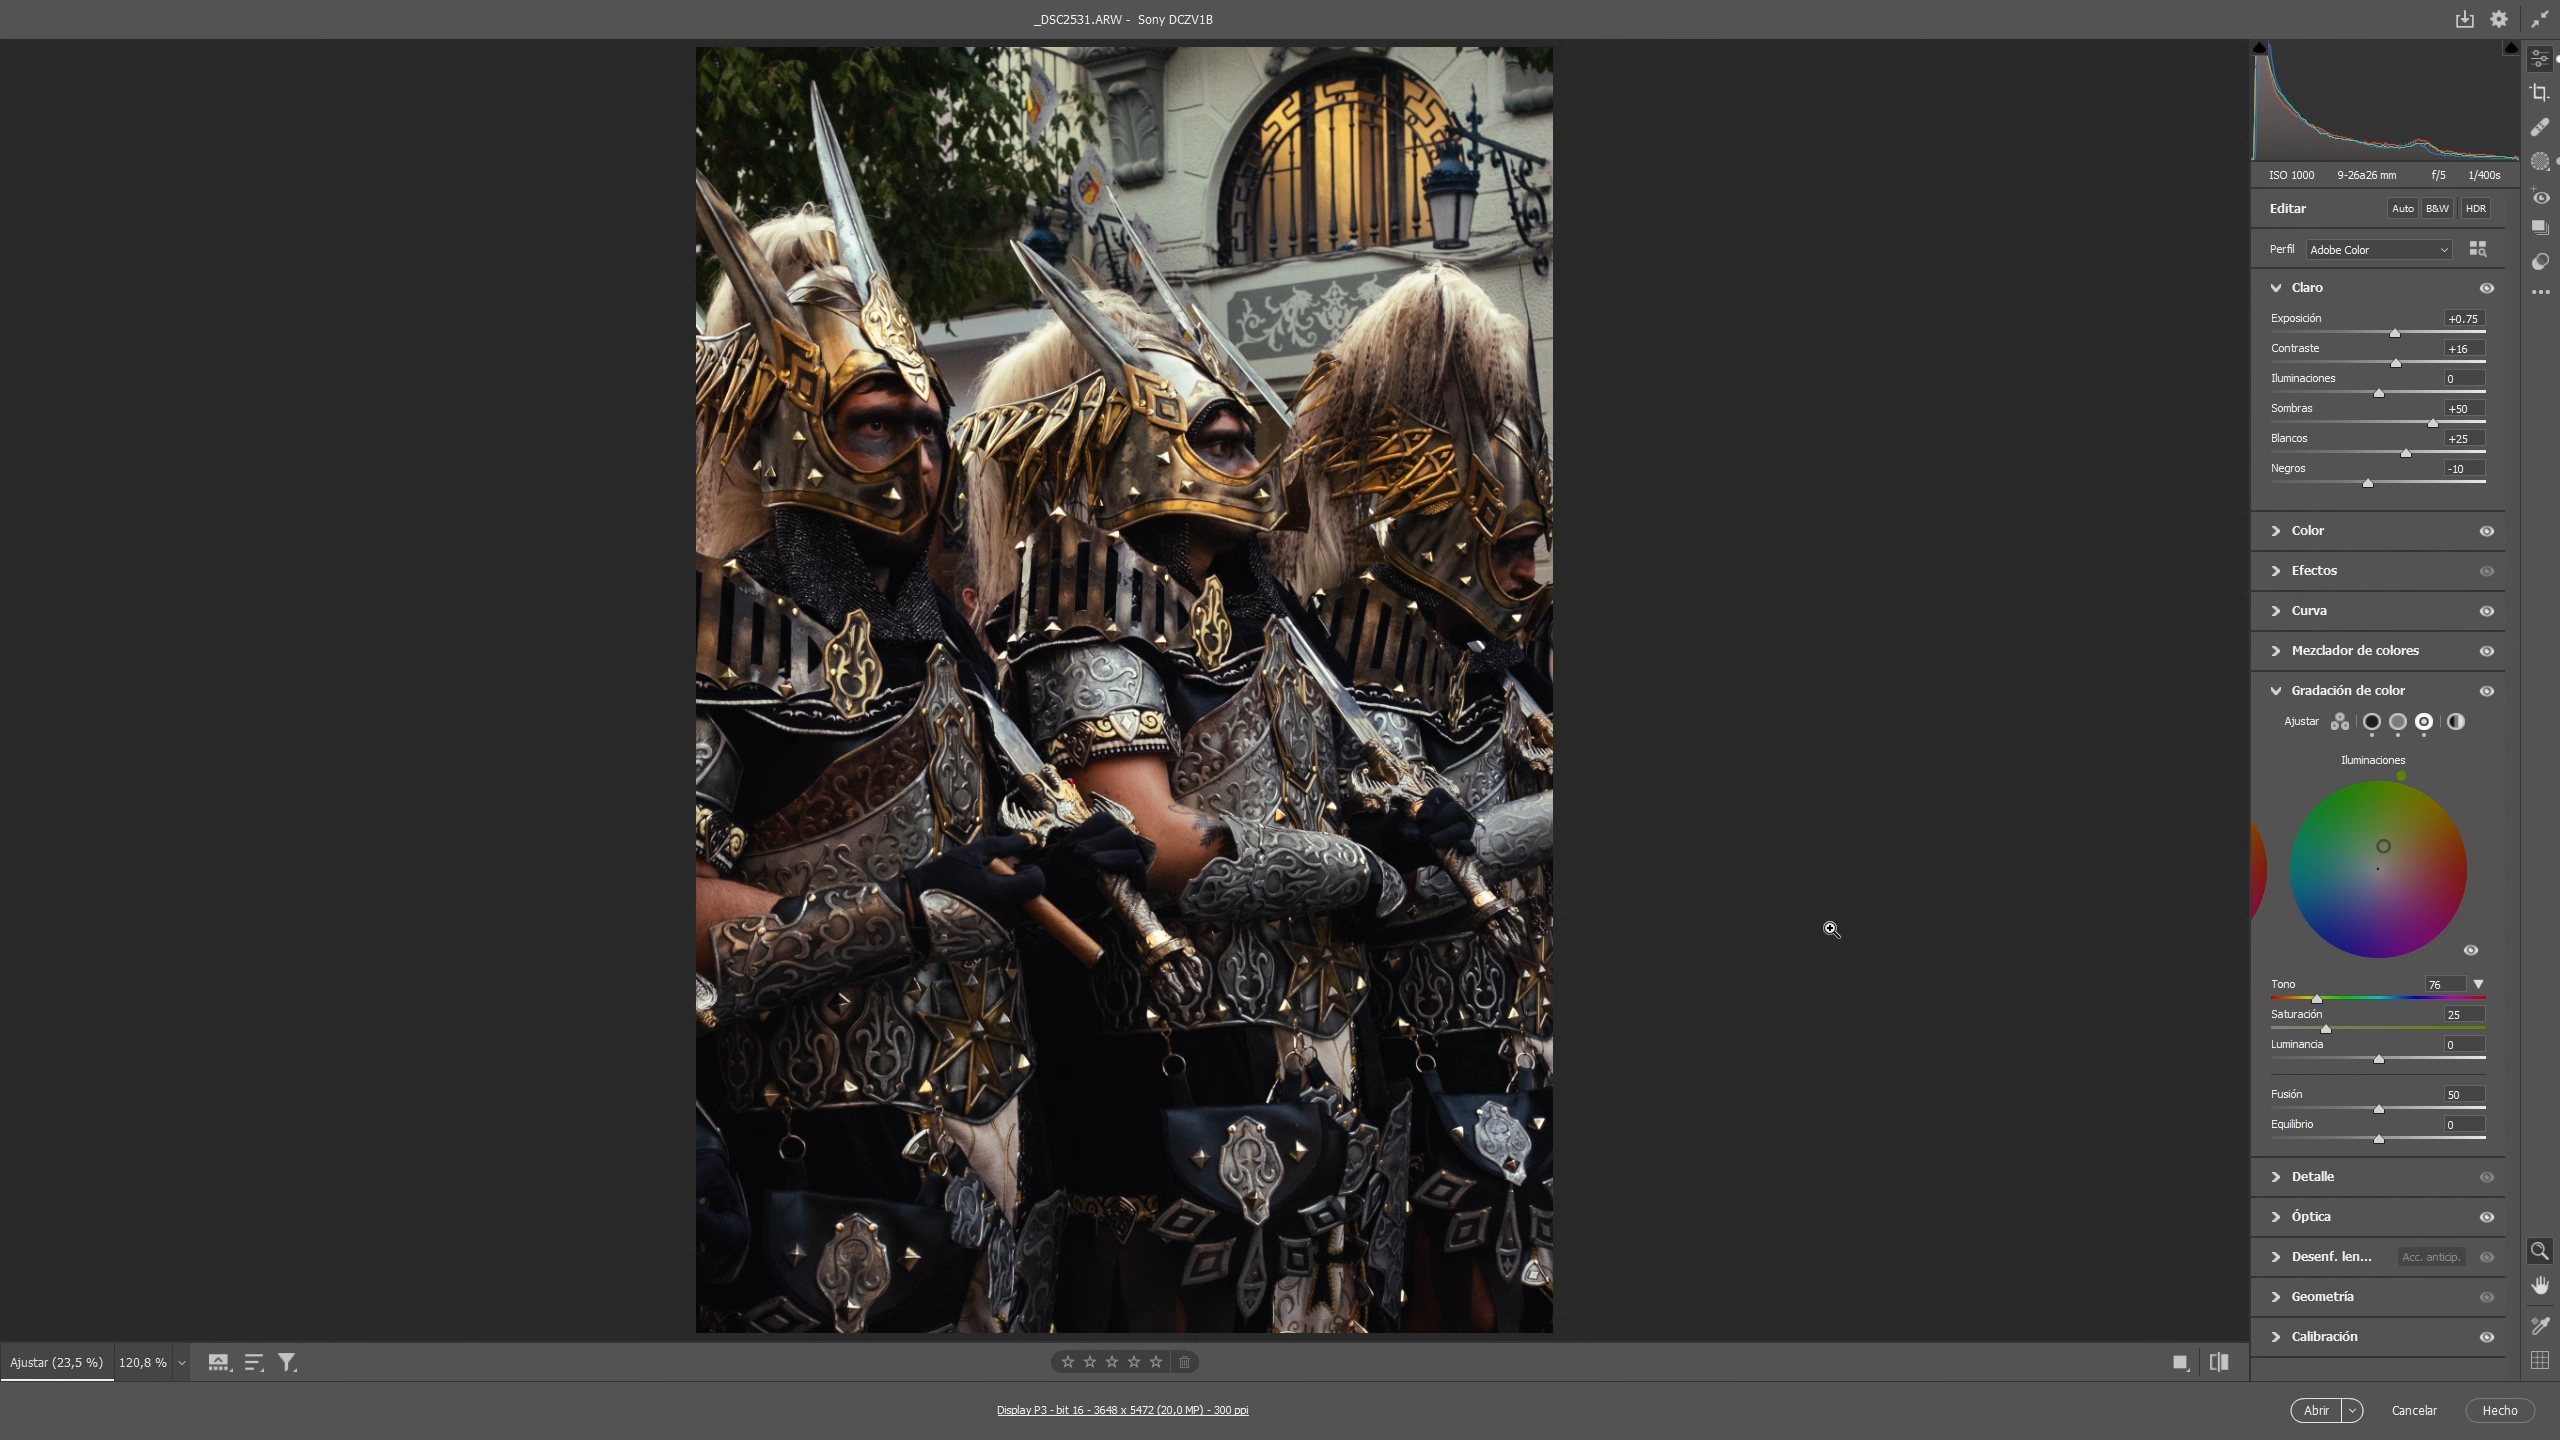 _DSC2531.ARW - Sony DCZV1B
ISO 1000 9-26a26 mm f/5 1/400s
Editar Auto B&W HDR
Perfil Adobe Color
Claro
Exposición +0.75
Contraste +16
Iluminaciones 0
Sombras +50
Blancos +25
Negros -10
Color
Efectos
Curva
Mezclador de colores
Gradación de color
Ajustar
Iluminaciones
Tono 76
Saturación 25
Luminancia 0
Fusión 50
Equilibrio 0
Detalle
Óptica
Desenf. len... Acc. anticip.
Geometría
Calibración
Ajustar (23,5 %) 120,8 %
Display P3 - bit 16 - 3648 x 5472 (20,0 MP) - 300 ppi
Abrir Cancelar Hecho